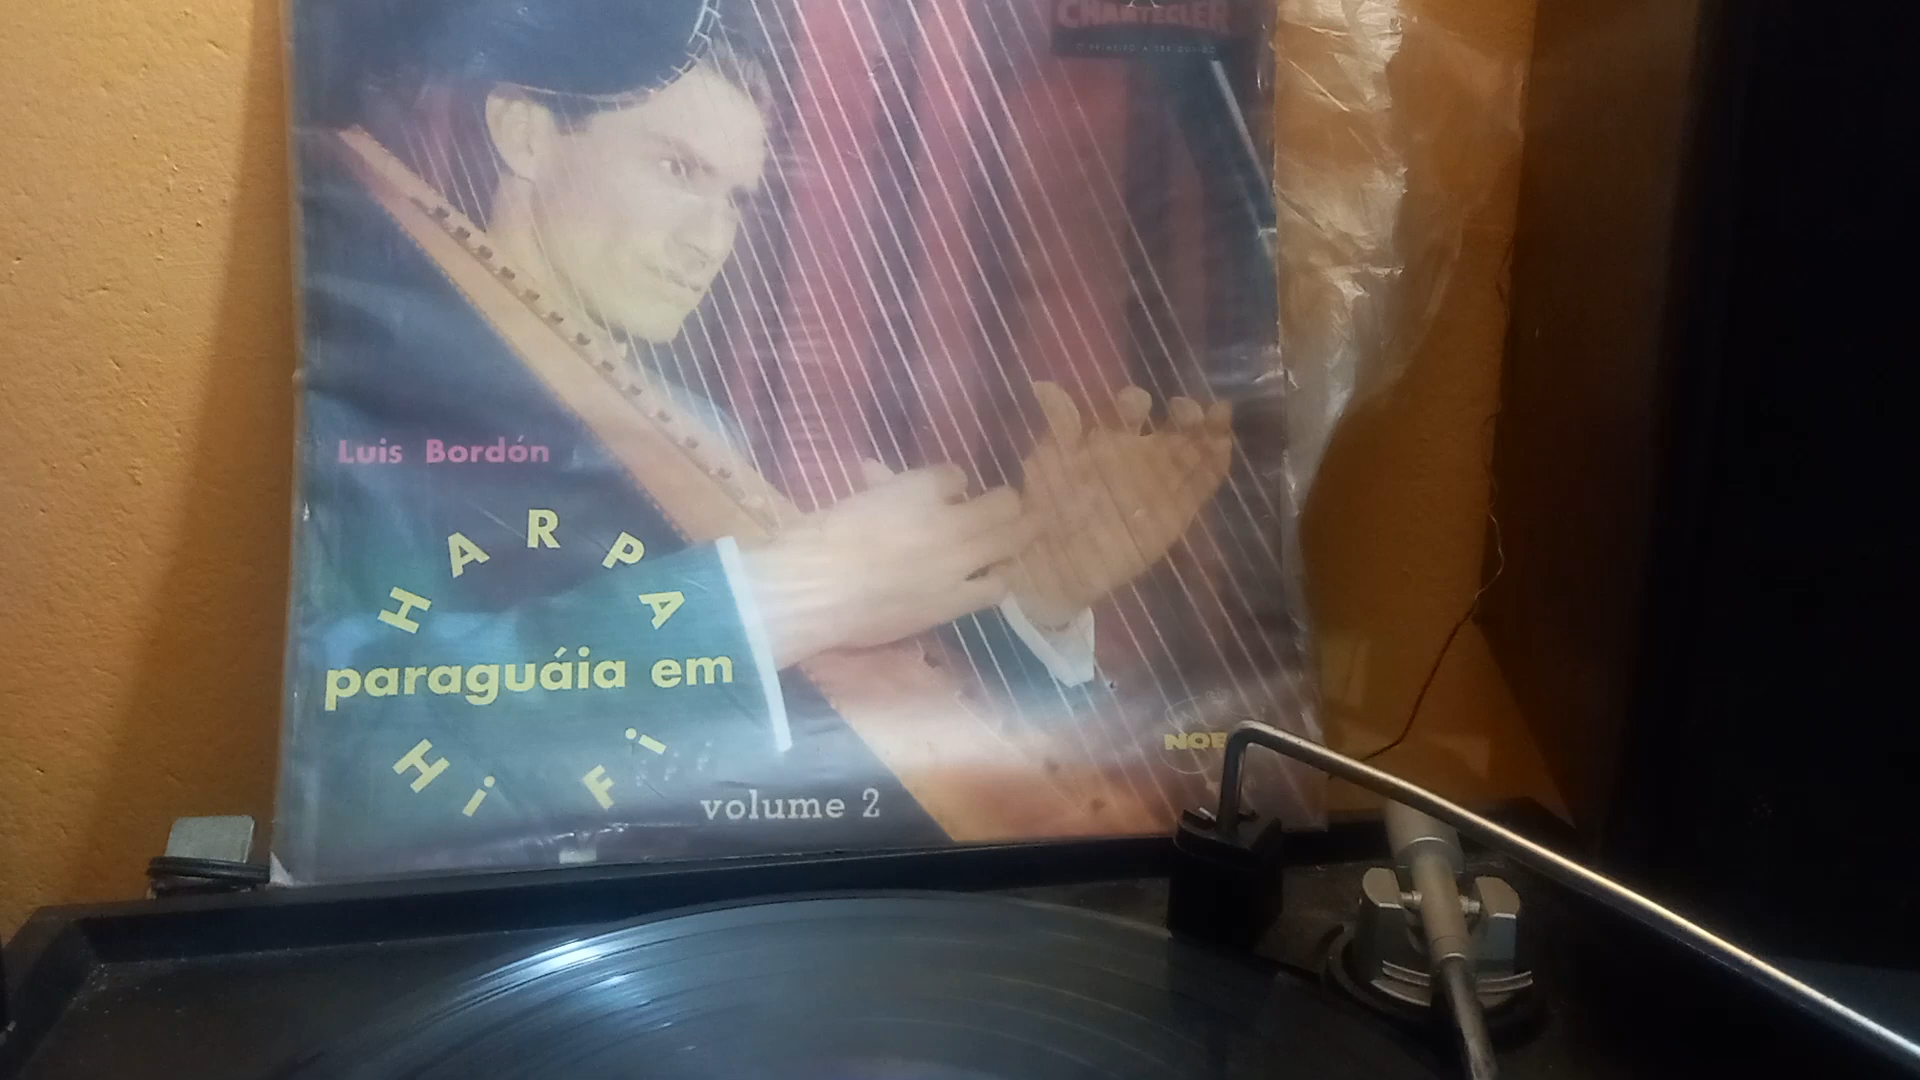 CHANTECLER
Luis Bordón
HARPA
paraguáia em
Hi Fi
volume 2